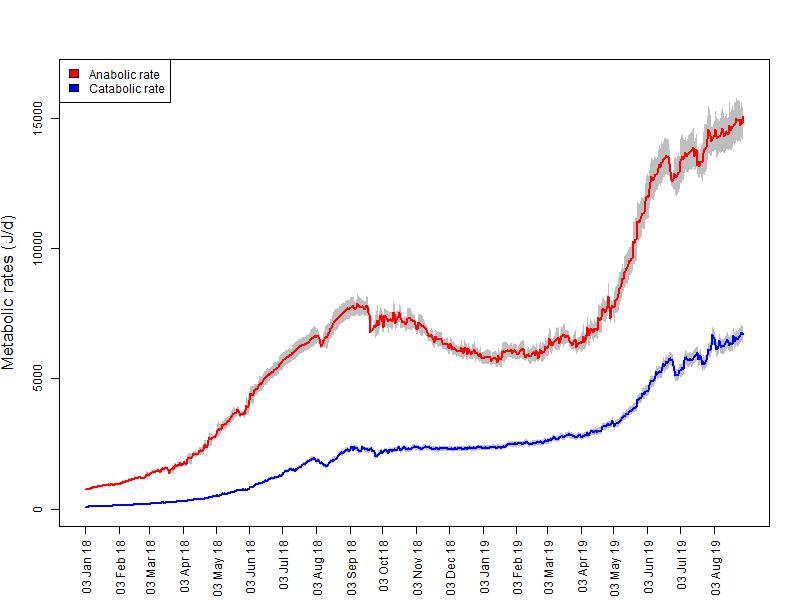 Anabolic rate
Catabolic rate
Metabolic rates (J/d)
15000
10000
5000
0
03 Jan 18
03 Feb 18
03 Mar 18
03 Apr 18
03 May 18
03 Jun 18
03 Jul 18
03 Aug 18
03 Sep 18
03 Oct 18
03 Nov 18
03 Dec 18
03 Jan 19
03 Feb 19
03 Mar 19
03 Apr 19
03 May 19
03 Jun 19
03 Jul 19
03 Aug 19